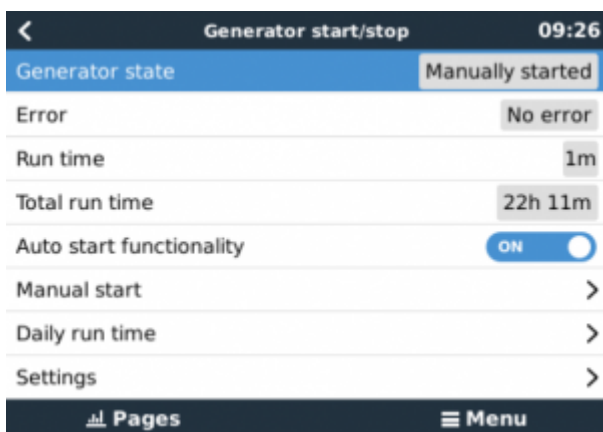 Generator start/stop 09:26
Generator state Manually started
Error No error
Run time 1m
Total run time 22h 11m
Auto start functionality ON
Manual start
Daily run time
Settings
Pages Menu